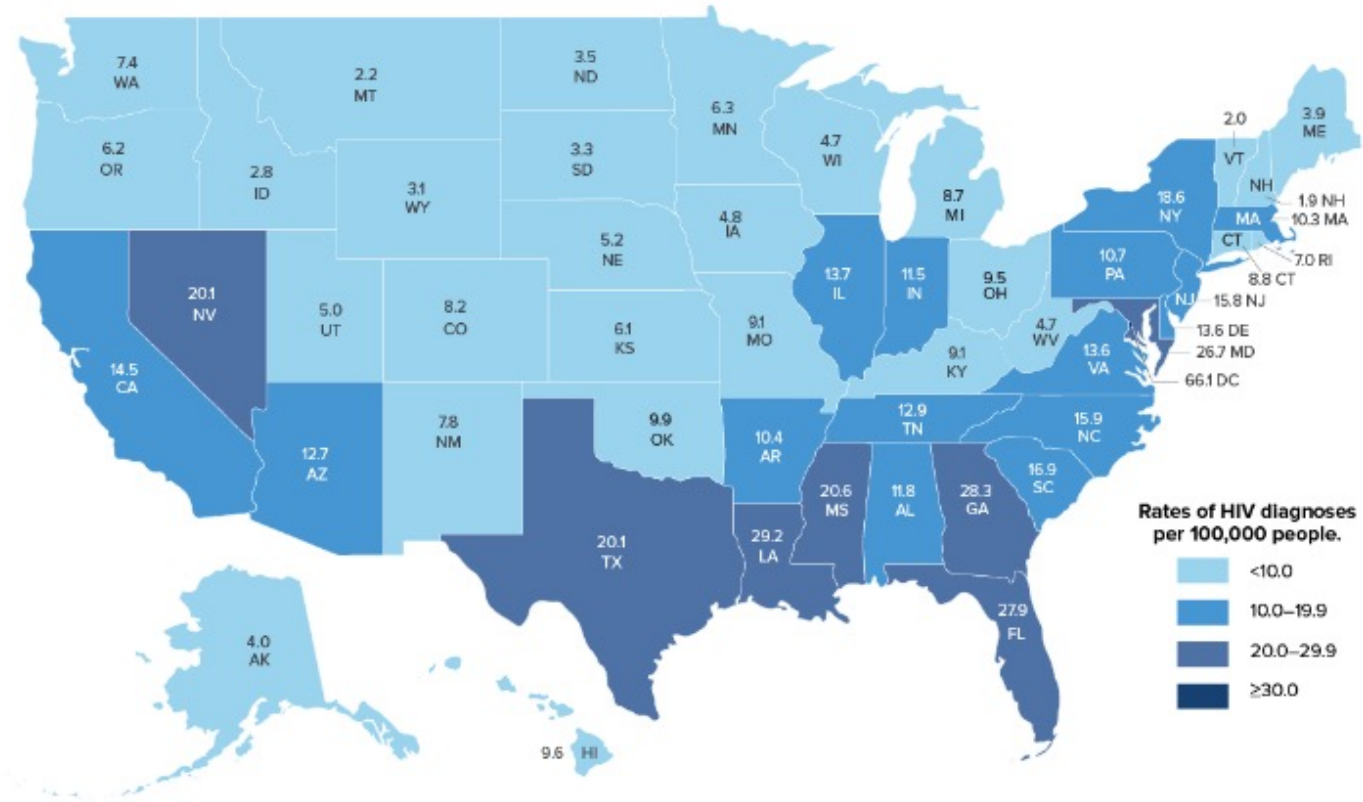 7.4
WA
2.2
MT
3.5
ND
6.3
MN
4.7
WI
8.7
MI
2.0
VT
3.9
ME
6.2
OR
2.8
ID
3.1
WY
3.3
SD
4.8
IA
18.6
NY
NH
1.9 NH
MA
10.3 MA
CT
7.0 RI
8.8 CT
20.1
NV
5.0
UT
8.2
CO
5.2
NE
13.7
IL
11.5
IN
9.5
OH
10.7
PA
NJ
15.8 NJ
13.6 DE
26.7 MD
66.1 DC
14.5
CA
6.1
KS
9.1
MO
9.1
KY
4.7
WV
13.6
VA
12.7
AZ
7.8
NM
9.9
OK
10.4
AR
12.9
TN
15.9
NC
20.1
TX
29.2
LA
20.6
MS
11.8
AL
28.3
GA
16.9
SC
27.9
FL
4.0
AK
9.6 HI
Rates of HIV diagnoses
per 100,000 people.
<10.0
10.0–19.9
20.0–29.9
≥30.0